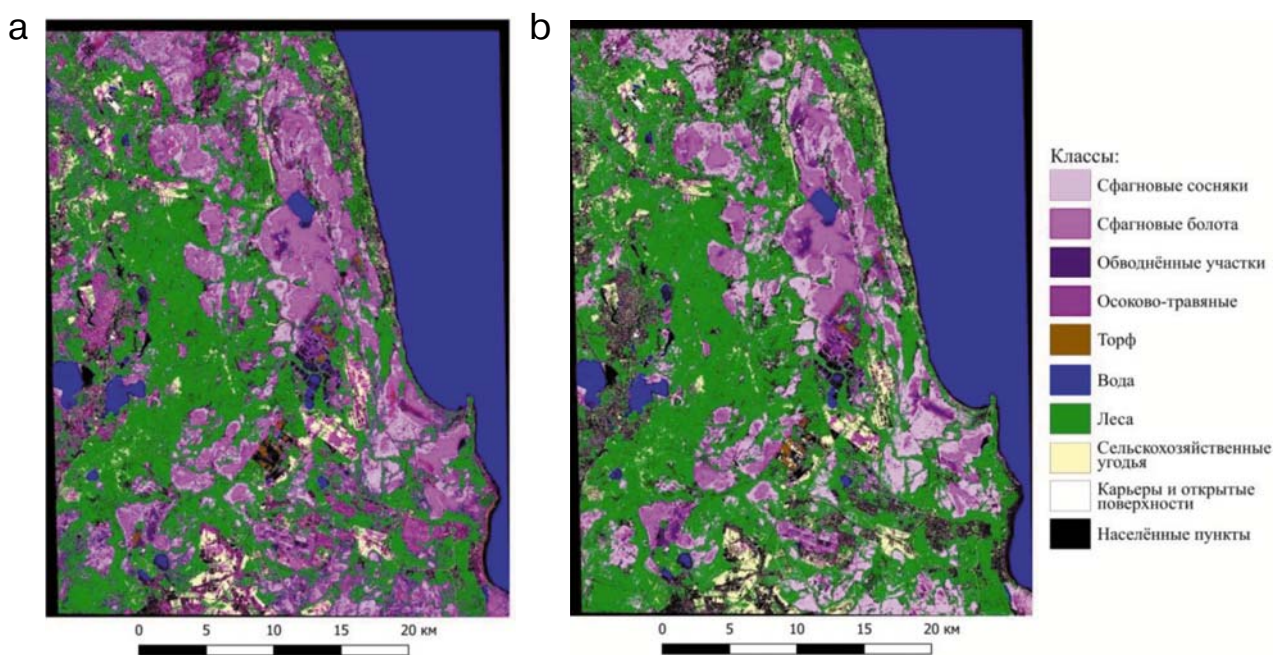 a
b
Классы:
Сфагновые сосняки
Сфагновые болота
Обводнённые участки
Осоково-травяные
Торф
Вода
Леса
Сельскохозяйственные
угодья
Карьеры и открытые
поверхности
Населённые пункты
0 5 10 15 20 км
0 5 10 15 20 км